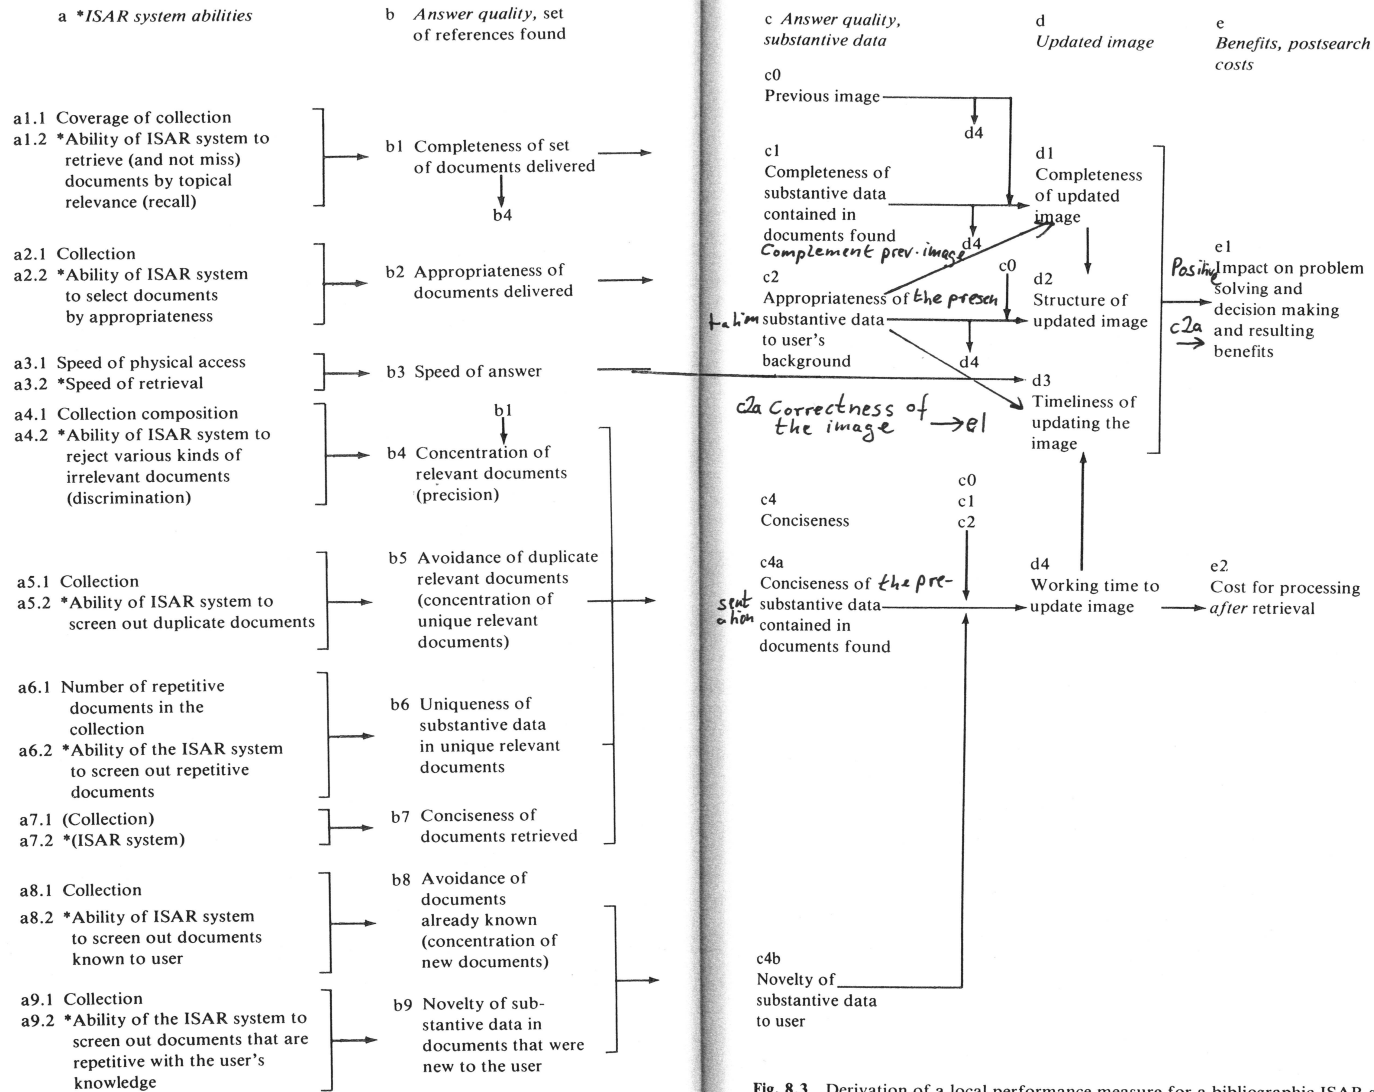 a *ISAR system abilities
b Answer quality, set
of references found
a1.1 Coverage of collection
a1.2 *Ability of ISAR system to
retrieve (and not miss)
documents by topical
relevance (recall)
b1 Completeness of set
of documents delivered
b4
a2.1 Collection
a2.2 *Ability of ISAR system
to select documents
by appropriateness
b2 Appropriateness of
documents delivered
a3.1 Speed of physical access
a3.2 *Speed of retrieval
b3 Speed of answer
a4.1 Collection composition
a4.2 *Ability of ISAR system to
reject various kinds of
irrelevant documents
(discrimination)
b1
b4 Concentration of
relevant documents
(precision)
a5.1 Collection
a5.2 *Ability of ISAR system to
screen out duplicate documents
b5 Avoidance of duplicate
relevant documents
(concentration of
unique relevant
documents)
a6.1 Number of repetitive
documents in the
collection
a6.2 *Ability of the ISAR system
to screen out repetitive
documents
b6 Uniqueness of
substantive data
in unique relevant
documents
a7.1 (Collection)
a7.2 *(ISAR system)
b7 Conciseness of
documents retrieved
a8.1 Collection
a8.2 *Ability of ISAR system
to screen out documents
known to user
b8 Avoidance of
documents
already known
(concentration of
new documents)
a9.1 Collection
a9.2 *Ability of the ISAR system to
screen out documents that are
repetitive with the user's
knowledge
b9 Novelty of sub-
stantive data in
documents that were
new to the user
c Answer quality,
substantive data
d
Updated image
e
Benefits, postsearch
costs
c0
Previous image
d4
c1
Completeness of
substantive data
contained in
documents found
d4
Complement prev. image
d1
Completeness
of updated
image
c2
Appropriateness of the presen
tation substantive data
to user's
background
c0
d4
d2
Structure of
updated image
e1
Positive Impact on problem
solving and
decision making
c2a and resulting
benefits
d3
Timeliness of
updating the
image
c2a Correctness of
the image → e1
c4
Conciseness
c0
c1
c2
c4a
Conciseness of the pre-
sentation substantive data
contained in
documents found
d4
Working time to
update image
e2
Cost for processing
after retrieval
c4b
Novelty of
substantive data
to user
Fig. 8.3 Derivation of a local performance measure for a bibliographic ISAR